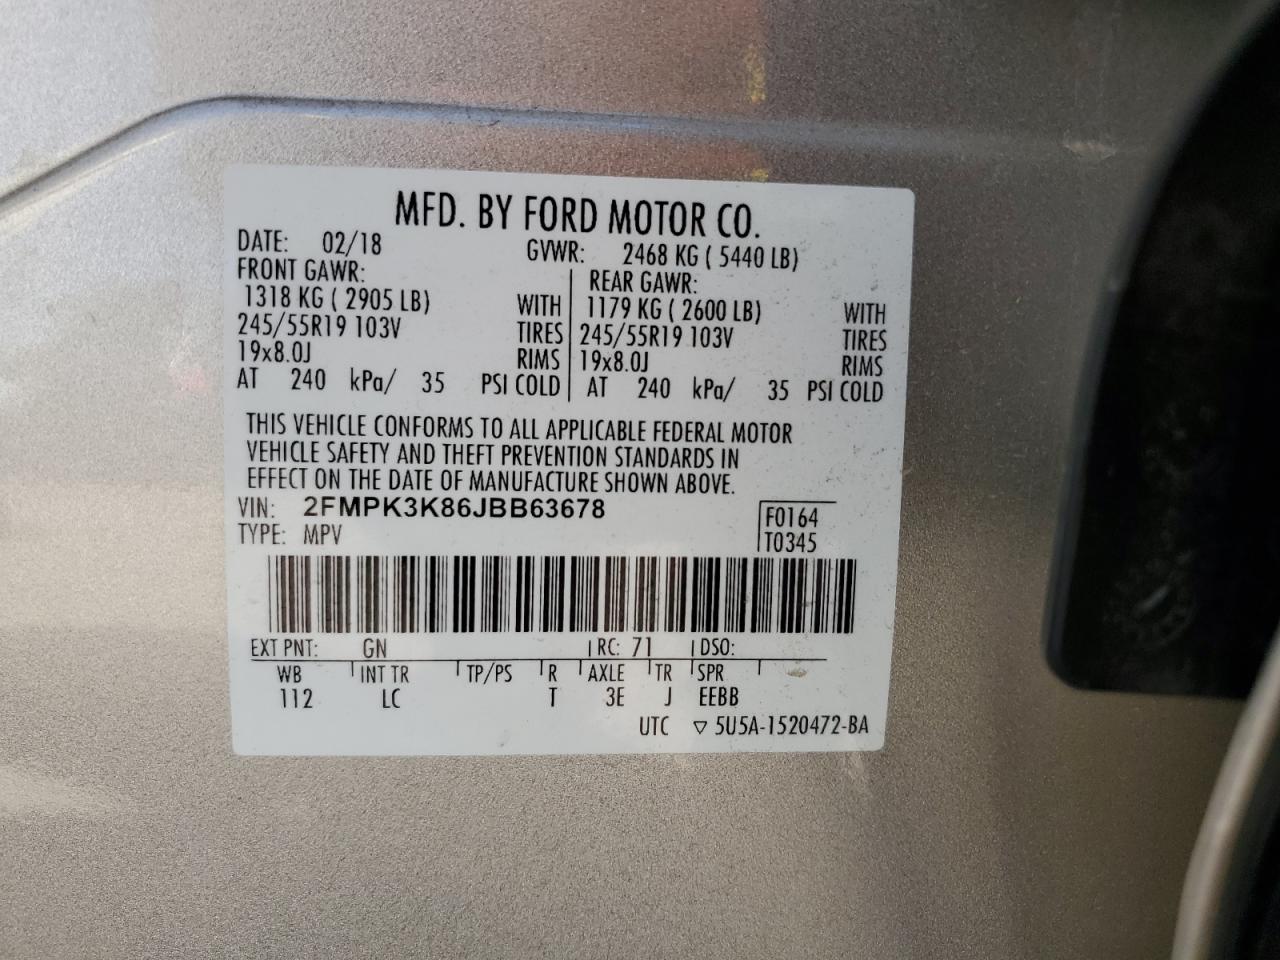 MFD. BY FORD MOTOR CO.
DATE: 02/18 GVWR: 2468 KG ( 5440 LB)
FRONT GAWR: REAR GAWR:
1318 KG ( 2905 LB) WITH 1179 KG ( 2600 LB) WITH
245/55R19 103V TIRES 245/55R19 103V TIRES
19x8.0J RIMS 19x8.0J RIMS
AT 240 kPa/ 35 PSI COLD AT 240 kPa/ 35 PSI COLD
THIS VEHICLE CONFORMS TO ALL APPLICABLE FEDERAL MOTOR
VEHICLE SAFETY AND THEFT PREVENTION STANDARDS IN
EFFECT ON THE DATE OF MANUFACTURE SHOWN ABOVE.
VIN: 2FMPK3K86JBB63678 F0164
TYPE: MPV T0345
EXT PNT: GN RC: 71 DSO:
WB INT TR TP/PS R AXLE TR SPR
112 LC T 3E J EEBB
UTC ▽ 5U5A-1520472-BA